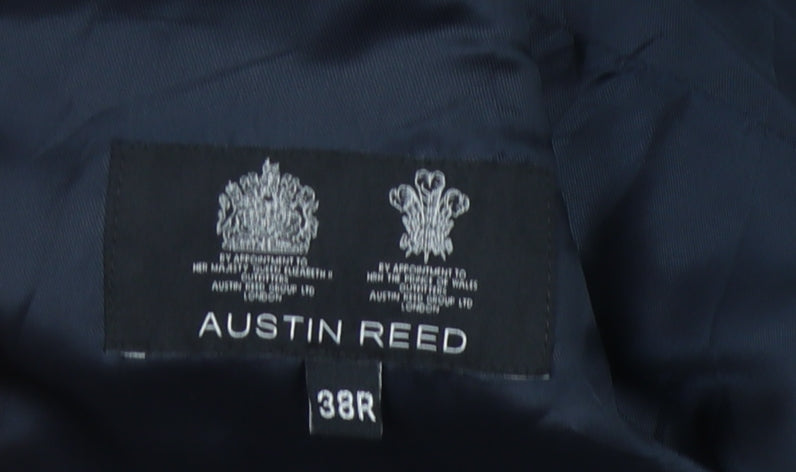 BY APPOINTMENT TO
HER MAJESTY QUEEN ELIZABETH II
OUTFITTERS
AUSTIN REED GROUP LTD
LONDON
BY APPOINTMENT TO
HRH THE PRINCE OF WALES
OUTFITTERS
AUSTIN REED GROUP LTD
LONDON
AUSTIN REED
38R